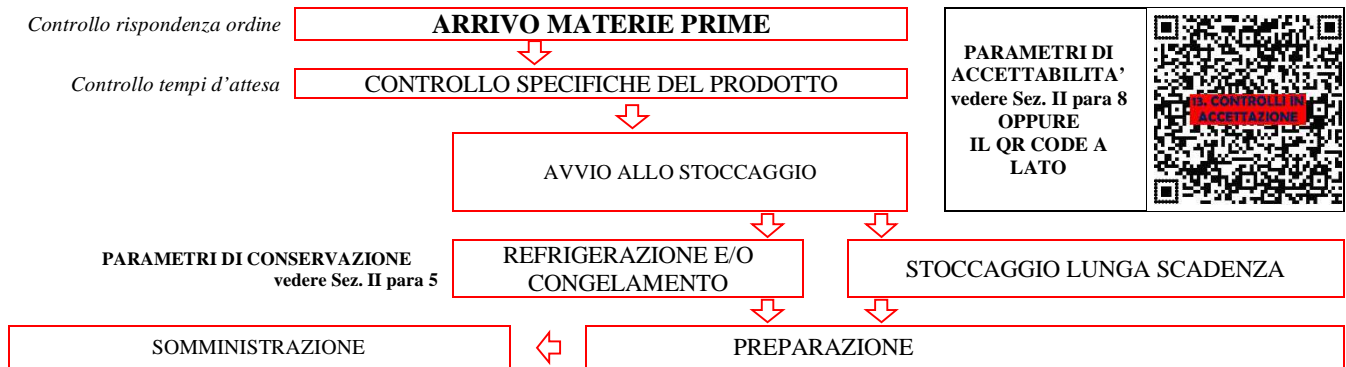 Controllo rispondenza ordine
ARRIVO MATERIE PRIME
Controllo tempi d'attesa
CONTROLLO SPECIFICHE DEL PRODOTTO
PARAMETRI DI
ACCETTABILITA'
vedere Sez. II para 8
OPPURE
IL QR CODE A
LATO
13. CONTROLLI IN
ACCETTAZIONE
AVVIO ALLO STOCCAGGIO
PARAMETRI DI CONSERVAZIONE
vedere Sez. II para 5
REFRIGERAZIONE E/O
CONGELAMENTO
STOCCAGGIO LUNGA SCADENZA
SOMMINISTRAZIONE
PREPARAZIONE